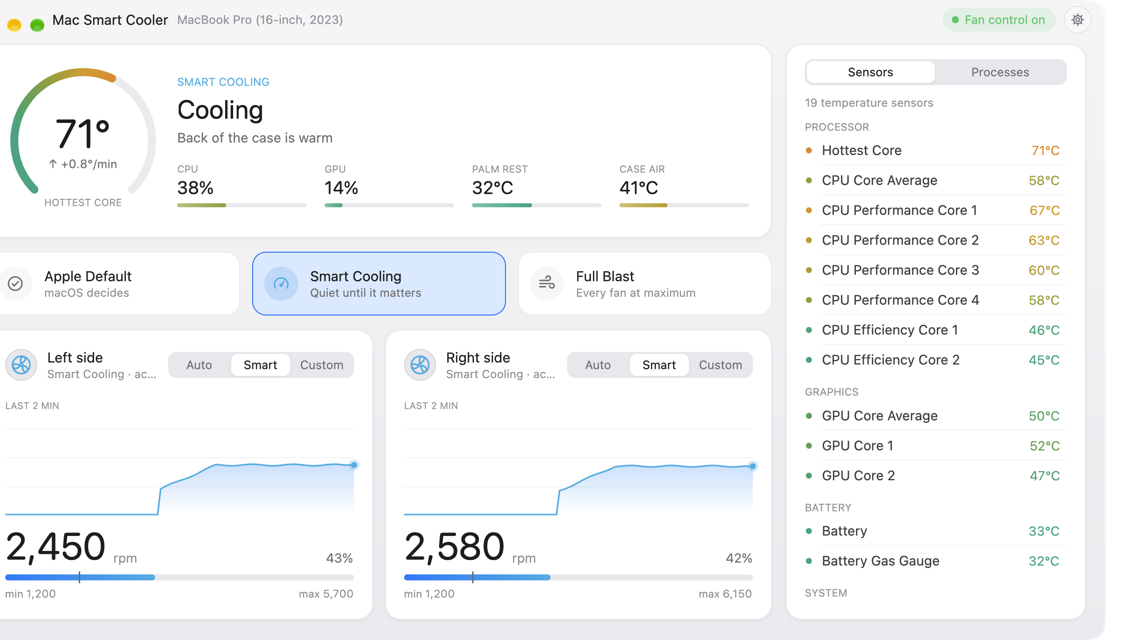 Mac Smart Cooler MacBook Pro (16-inch, 2023)
Fan control on
71°
↑ +0.8°/min
HOTTEST CORE
SMART COOLING
Cooling
Back of the case is warm
CPU GPU PALM REST CASE AIR
38% 14% 32°C 41°C
Apple Default
macOS decides
Smart Cooling
Quiet until it matters
Full Blast
Every fan at maximum
Left side
Smart Cooling · ac...
Auto Smart Custom
LAST 2 MIN
2,450 rpm 43%
min 1,200 max 5,700
Right side
Smart Cooling · ac...
Auto Smart Custom
LAST 2 MIN
2,580 rpm 42%
min 1,200 max 6,150
Sensors Processes
19 temperature sensors
PROCESSOR
Hottest Core 71°C
CPU Core Average 58°C
CPU Performance Core 1 67°C
CPU Performance Core 2 63°C
CPU Performance Core 3 60°C
CPU Performance Core 4 58°C
CPU Efficiency Core 1 46°C
CPU Efficiency Core 2 45°C
GRAPHICS
GPU Core Average 50°C
GPU Core 1 52°C
GPU Core 2 47°C
BATTERY
Battery 33°C
Battery Gas Gauge 32°C
SYSTEM